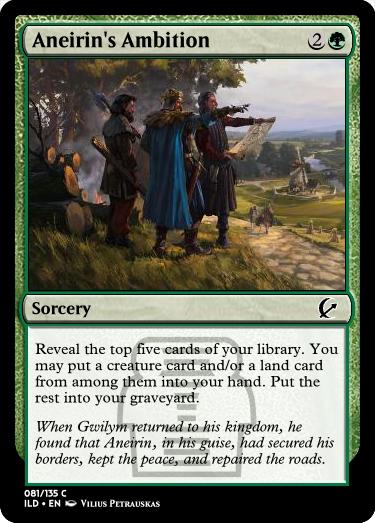 Aneirin's Ambition 2
Sorcery
Reveal the top five cards of your library. You
may put a creature card and/or a land card
from among them into your hand. Put the
rest into your graveyard.
When Gwilym returned to his kingdom, he
found that Aneirin, in his guise, had secured his
borders, kept the peace, and repaired the roads.
081/135 C
ILD • EN VILIUS PETRAUSKAS